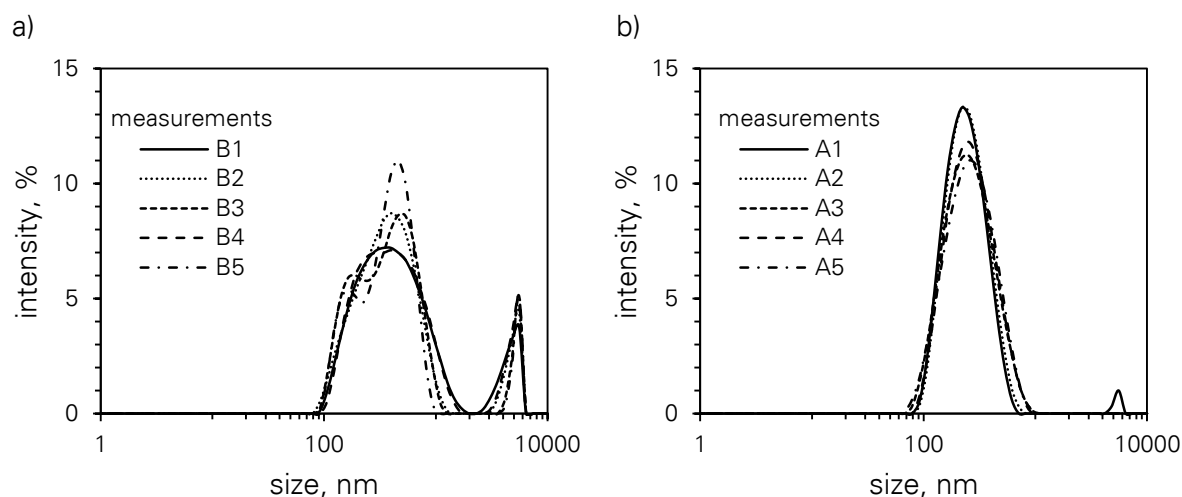 a)
15
10
5
0
intensity, %
measurements
B1
B2
B3
B4
B5
1
100
10000
size, nm
b)
15
10
5
0
intensity, %
measurements
A1
A2
A3
A4
A5
1
100
10000
size, nm